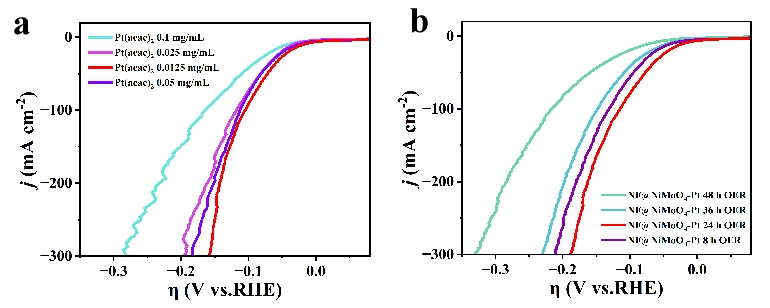 a
Pt(acac)2 0.1 mg/mL
Pt(acac)2 0.025 mg/mL
Pt(acac)2 0.0125 mg/mL
Pt(acac)2 0.05 mg/mL
0
−100
−200
−300
j (mA cm-2)
−0.3
−0.2
−0.1
0.0
η (V vs.RHE)
b
0
−100
−200
−300
j (mA cm-2)
NF@ NiMoO4-Pt 48 h OER
NF@ NiMoO4-Pt 36 h OER
NF@ NiMoO4-Pt 24 h OER
NF@ NiMoO4-Pt 8 h OER
−0.3
−0.2
−0.1
0.0
η (V vs.RHE)